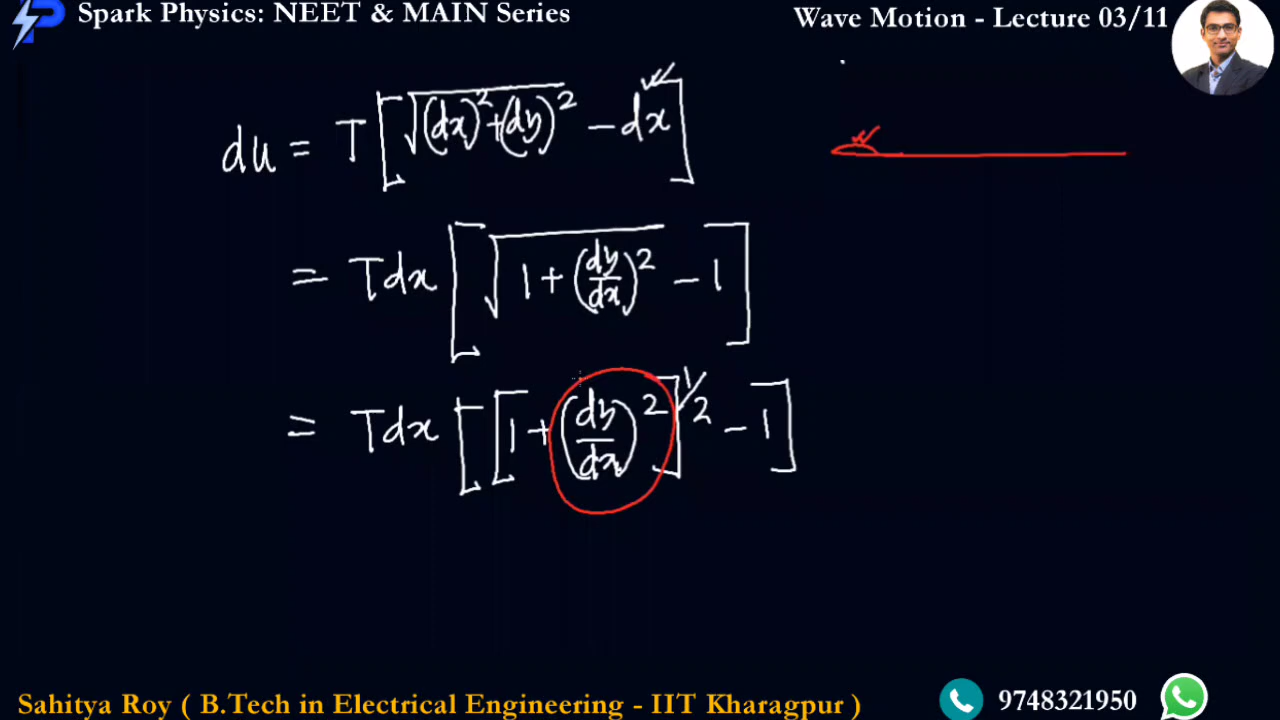 Spark Physics: NEET & MAIN Series
Wave Motion - Lecture 03/11
du = T[√((dx)²+(dy)²) - dx]
= Tdx[√(1+(dy/dx)²) - 1]
= Tdx[[1+(dy/dx)²]^1/2 - 1]
Sahitya Roy ( B.Tech in Electrical Engineering - IIT Kharagpur )
9748321950